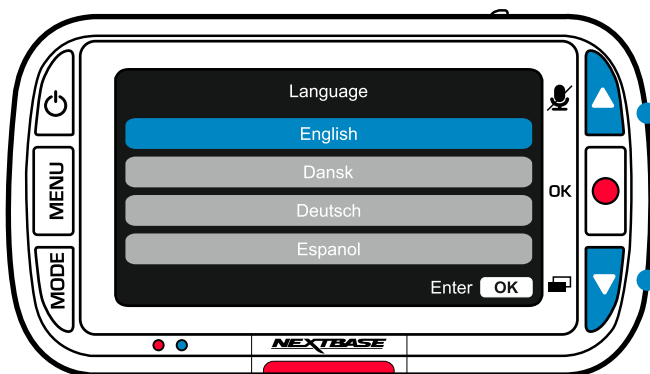 Language
English
Dansk
Deutsch
Espanol
Enter OK
MENU
MODE
OK
NEXTBASE